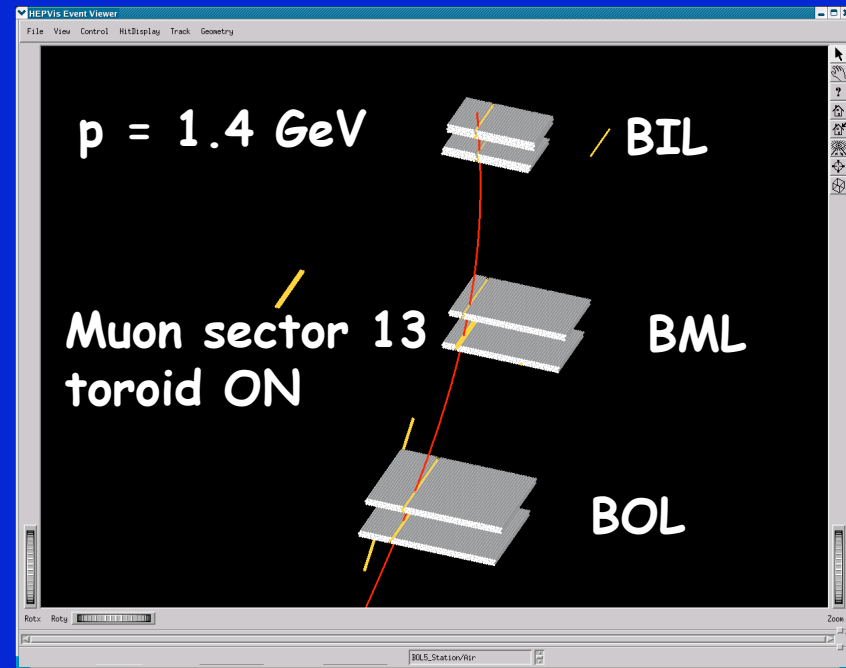 HEPVis Event Viewer
File View Control HitDisplay Track Geometry
p = 1.4 GeV
BIL
Muon sector 13
toroid ON
BML
BOL
?
Rotx Roty Zoom
BOL5_Station/Air